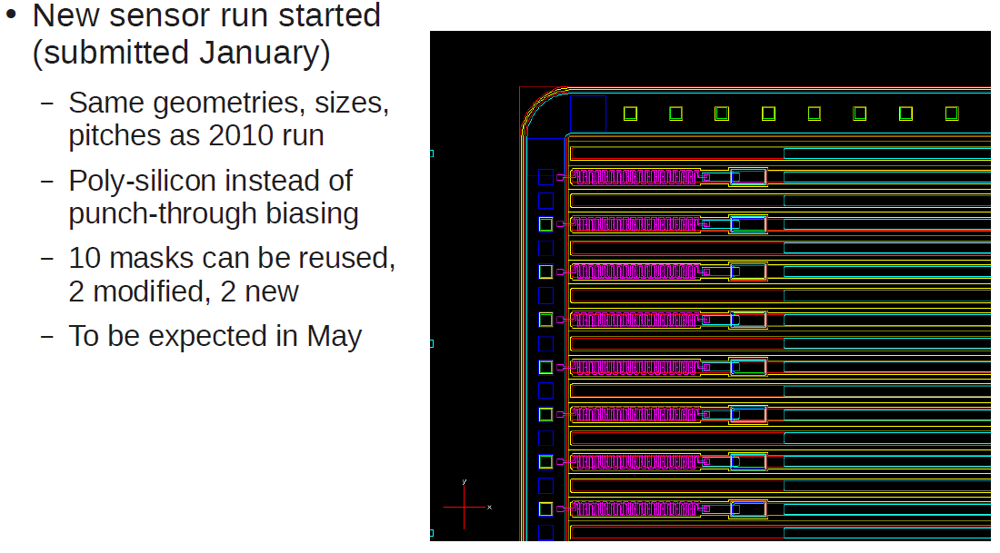 • New sensor run started
(submitted January)
– Same geometries, sizes,
pitches as 2010 run
– Poly-silicon instead of
punch-through biasing
– 10 masks can be reused,
2 modified, 2 new
– To be expected in May
y
x